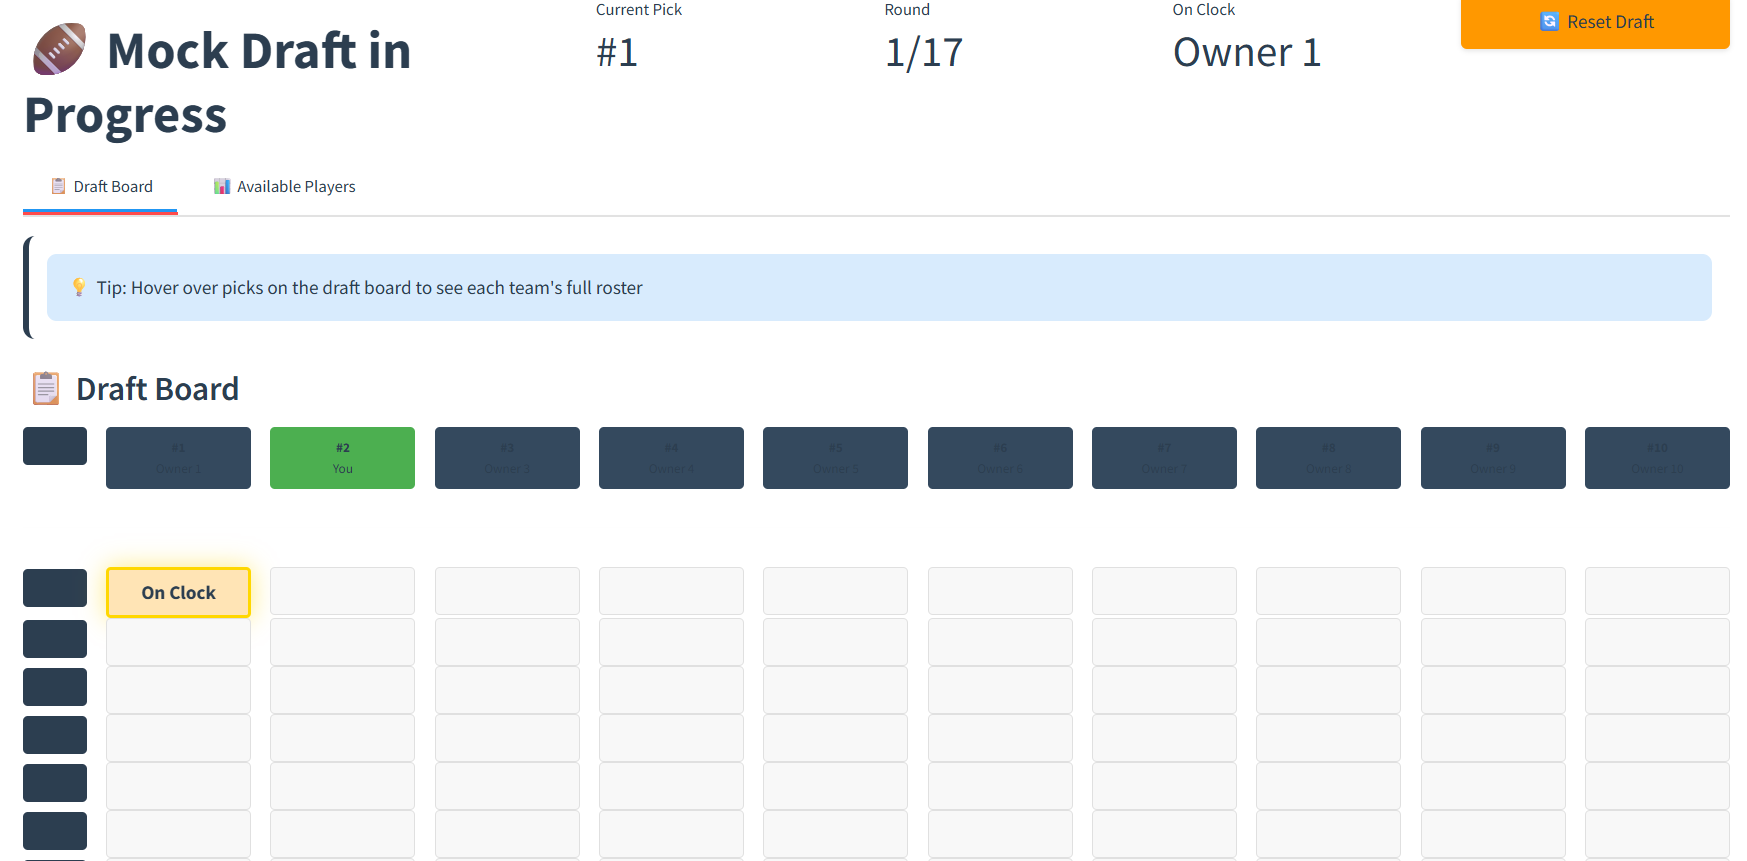 Mock Draft in
Progress
Current Pick
#1
Round
1/17
On Clock
Owner 1
Reset Draft
Draft Board
Available Players
Tip: Hover over picks on the draft board to see each team's full roster
Draft Board
#1
Owner 1
#2
You
#3
Owner 3
#4
Owner 4
#5
Owner 5
#6
Owner 6
#7
Owner 7
#8
Owner 8
#9
Owner 9
#10
Owner 10
On Clock